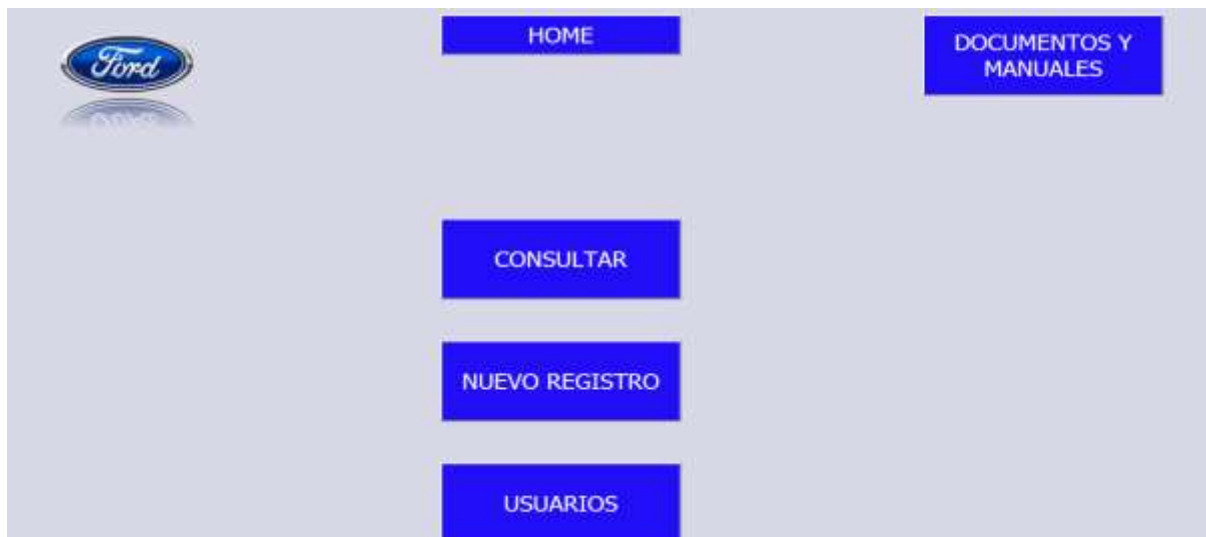 Ford
HOME
DOCUMENTOS Y
MANUALES
CONSULTAR
NUEVO REGISTRO
USUARIOS